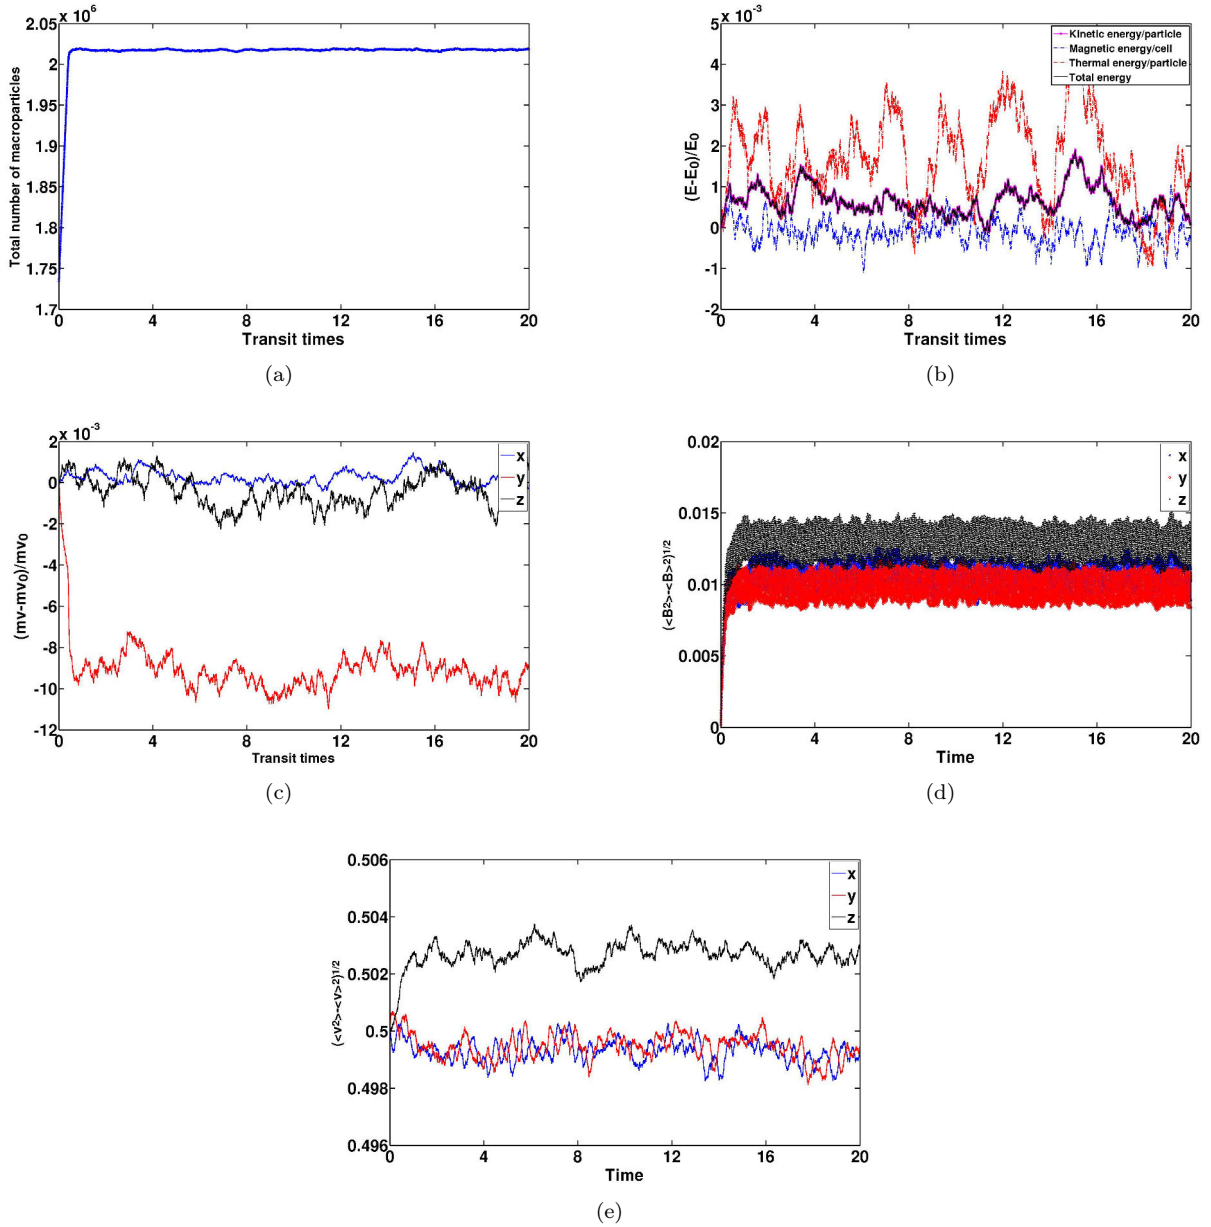 x 10⁶
2.05
2
1.95
1.9
1.85
1.8
1.75
1.7
Total number of macroparticles
0 4 8 12 16 20
Transit times
(a)
x 10⁻³
5
4
3
2
1
0
-1
-2
(E-E₀)/E₀
Kinetic energy/particle
Magnetic energy/cell
Thermal energy/particle
Total energy
0 4 8 12 16 20
Transit times
(b)
x 10⁻³
2
0
-2
-4
-6
-8
-10
-12
(mv-mv₀)/mv₀
x
y
z
0 4 8 12 16 20
Transit times
(c)
0.02
0.015
0.01
0.005
0
(<B²>-<B>²)¹/²
x
y
z
0 4 8 12 16 20
Time
(d)
0.506
0.504
0.502
0.5
0.498
0.496
(<v²>-<v>²)¹/²
x
y
z
0 4 8 12 16 20
Time
(e)